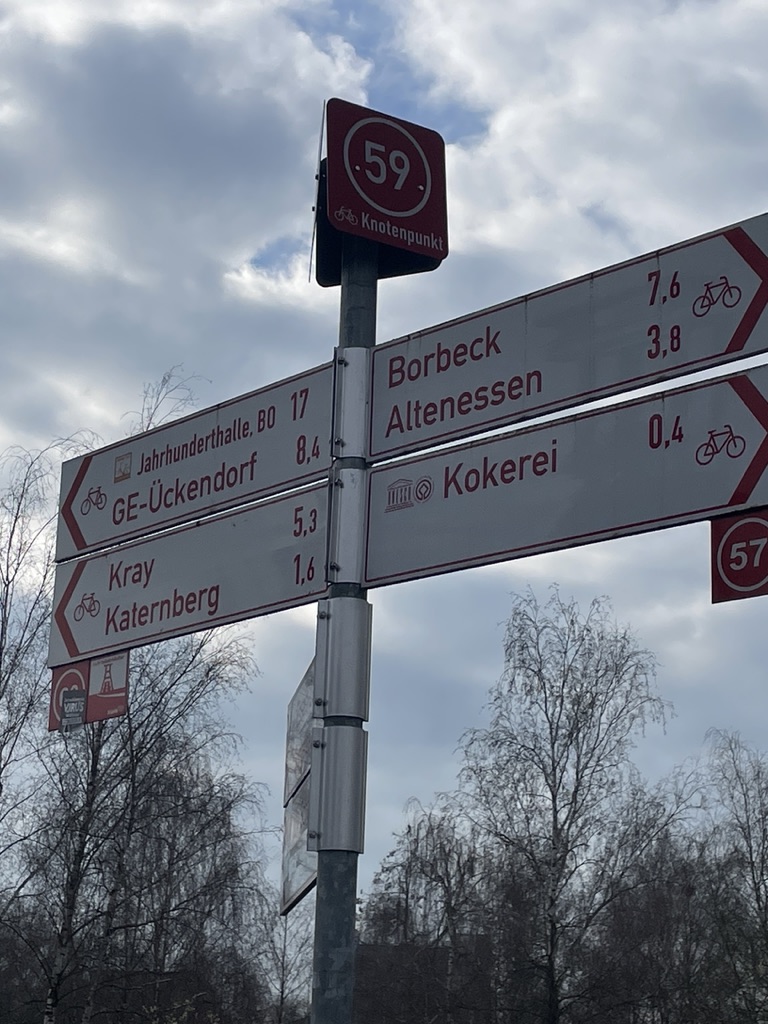 59
Knotenpunkt
Jahrhunderthalle, BO 17
GE-Ückendorf 8,4
Kray 5,3
Katernberg 1,6
Borbeck 7,6
Altenessen 3,8
Kokerei 0,4
57